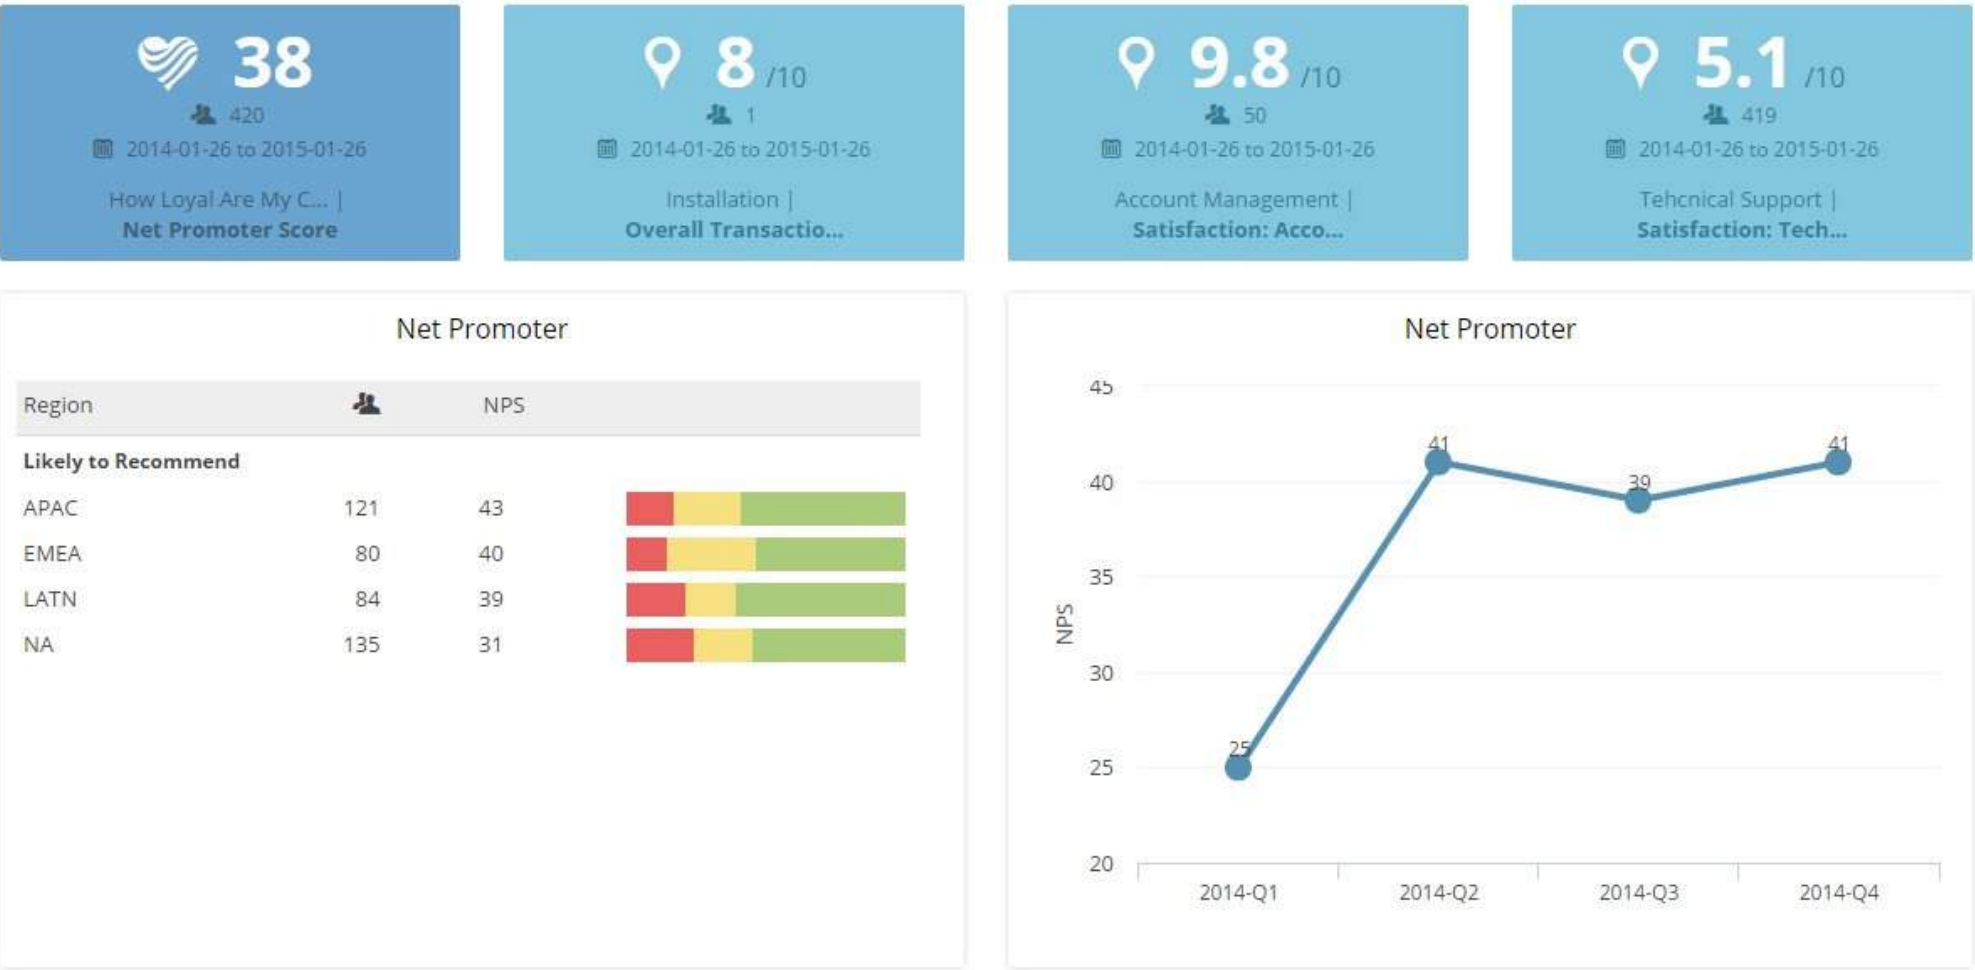 38
420
2014-01-26 to 2015-01-26
How Loyal Are My C... |
Net Promoter Score
8 /10
1
2014-01-26 to 2015-01-26
Installation |
Overall Transactio...
9.8 /10
50
2014-01-26 to 2015-01-26
Account Management |
Satisfaction: Acco...
5.1 /10
419
2014-01-26 to 2015-01-26
Tehcnical Support |
Satisfaction: Tech...
Net Promoter
Region NPS
Likely to Recommend
APAC 121 43
EMEA 80 40
LATN 84 39
NA 135 31
Net Promoter
45
40
35
30
25
20
NPS
25
41
39
41
2014-Q1 2014-Q2 2014-Q3 2014-Q4